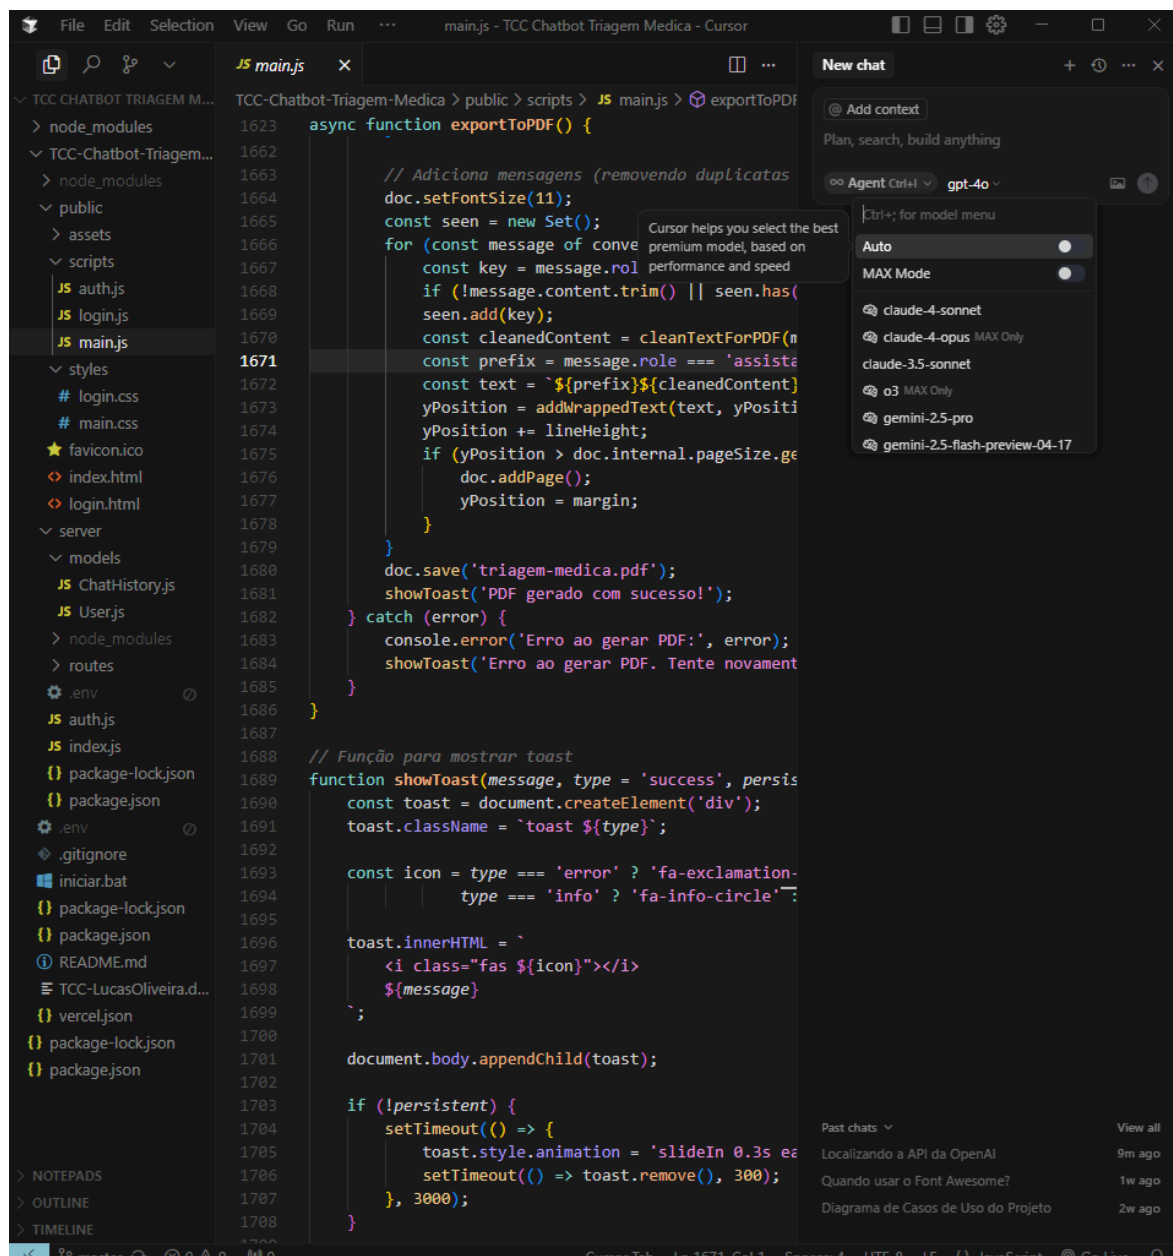 File Edit Selection View Go Run ··· main.js - TCC Chatbot Triagem Medica - Cursor
TCC CHATBOT TRIAGEM M...
node_modules
TCC-Chatbot-Triagem...
node_modules
public
assets
scripts
JS auth.js
JS login.js
JS main.js
styles
# login.css
# main.css
favicon.ico
<> index.html
<> login.html
server
models
JS ChatHistory.js
JS User.js
node_modules
routes
.env
JS auth.js
JS index.js
{} package-lock.json
{} package.json
.env
.gitignore
iniciar.bat
{} package-lock.json
{} package.json
README.md
TCC-LucasOliveira.d...
{} vercel.json
{} package-lock.json
{} package.json
NOTEPADS
OUTLINE
TIMELINE
JS main.js
TCC-Chatbot-Triagem-Medica > public > scripts > JS main.js > exportToPDF
1623 async function exportToPDF() {
1662
1663 // Adiciona mensagens (removendo duplicatas
1664 doc.setFontSize(11);
1665 const seen = new Set();
1666 for (const message of conve
1667 const key = message.rol
1668 if (!message.content.trim() || seen.has(
1669 seen.add(key);
1670 const cleanedContent = cleanTextForPDF(m
1671 const prefix = message.role === 'assista
1672 const text = `${prefix}${cleanedContent}
1673 yPosition = addWrappedText(text, yPositi
1674 yPosition += lineHeight;
1675 if (yPosition > doc.internal.pageSize.ge
1676 doc.addPage();
1677 yPosition = margin;
1678 }
1679 }
1680 doc.save('triagem-medica.pdf');
1681 showToast('PDF gerado com sucesso!');
1682 } catch (error) {
1683 console.error('Erro ao gerar PDF:', error);
1684 showToast('Erro ao gerar PDF. Tente novament
1685 }
1686 }
1687
1688 // Função para mostrar toast
1689 function showToast(message, type = 'success', persis
1690 const toast = document.createElement('div');
1691 toast.className = `toast ${type}`;
1692
1693 const icon = type === 'error' ? 'fa-exclamation-
1694 type === 'info' ? 'fa-info-circle' :
1695
1696 toast.innerHTML = `
1697 <i class="fas ${icon}"></i>
1698 ${message}
1699 `;
1700
1701 document.body.appendChild(toast);
1702
1703 if (!persistent) {
1704 setTimeout(() => {
1705 toast.style.animation = 'slideIn 0.3s ea
1706 setTimeout(() => toast.remove(), 300);
1707 }, 3000);
1708 }
Cursor helps you select the best
premium model, based on
performance and speed
New chat
@ Add context
Plan, search, build anything
∞ Agent Ctrl+I gpt-4o
Ctrl+; for model menu
Auto
MAX Mode
claude-4-sonnet
claude-4-opus MAX Only
claude-3.5-sonnet
o3 MAX Only
gemini-2.5-pro
gemini-2.5-flash-preview-04-17
Past chats View all
Localizando a API da OpenAI 9m ago
Quando usar o Font Awesome? 1w ago
Diagrama de Casos de Uso do Projeto 2w ago